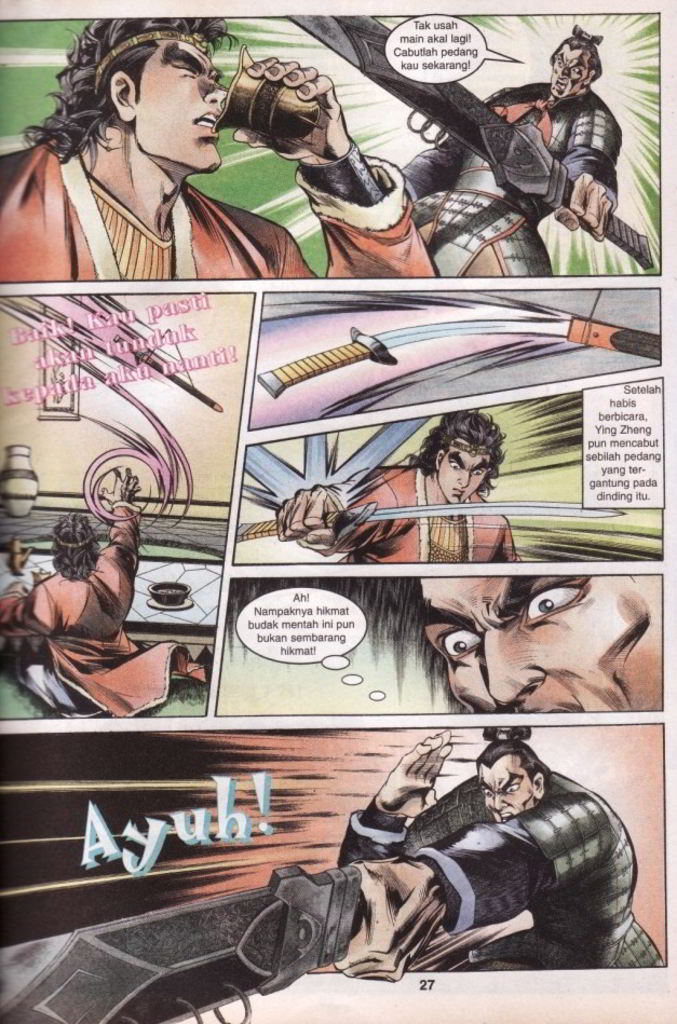 Tak usah
main akal lagi!
Cabutlah pedang
kau sekarang!
Baik! Kau pasti
akan tunduk
kepada aku nanti!
Setelah
habis
berbicara,
Ying Zheng
pun mencabut
sebilah pedang
yang ter-
gantung pada
dinding itu.
Ah!
Nampaknya hikmat
budak mentah ini pun
bukan sembarang
hikmat!
Ayuh!
27